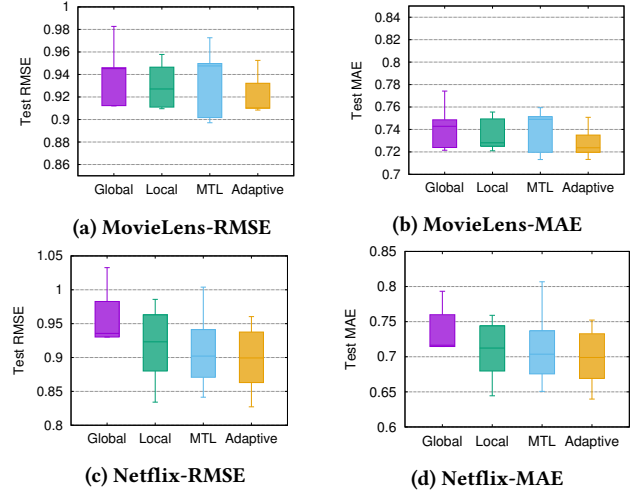 1
0.98
0.96
0.94
0.92
0.9
0.88
0.86
Test RMSE
Global Local MTL Adaptive
(a) MovieLens-RMSE
0.84
0.8
0.76
0.74
0.72
0.7
Test MAE
Global Local MTL Adaptive
(b) MovieLens-MAE
1.05
1
0.95
0.9
0.85
0.8
Test RMSE
Global Local MTL Adaptive
(c) Netflix-RMSE
0.85
0.8
0.75
0.7
0.65
0.6
Test MAE
Global Local MTL Adaptive
(d) Netflix-MAE